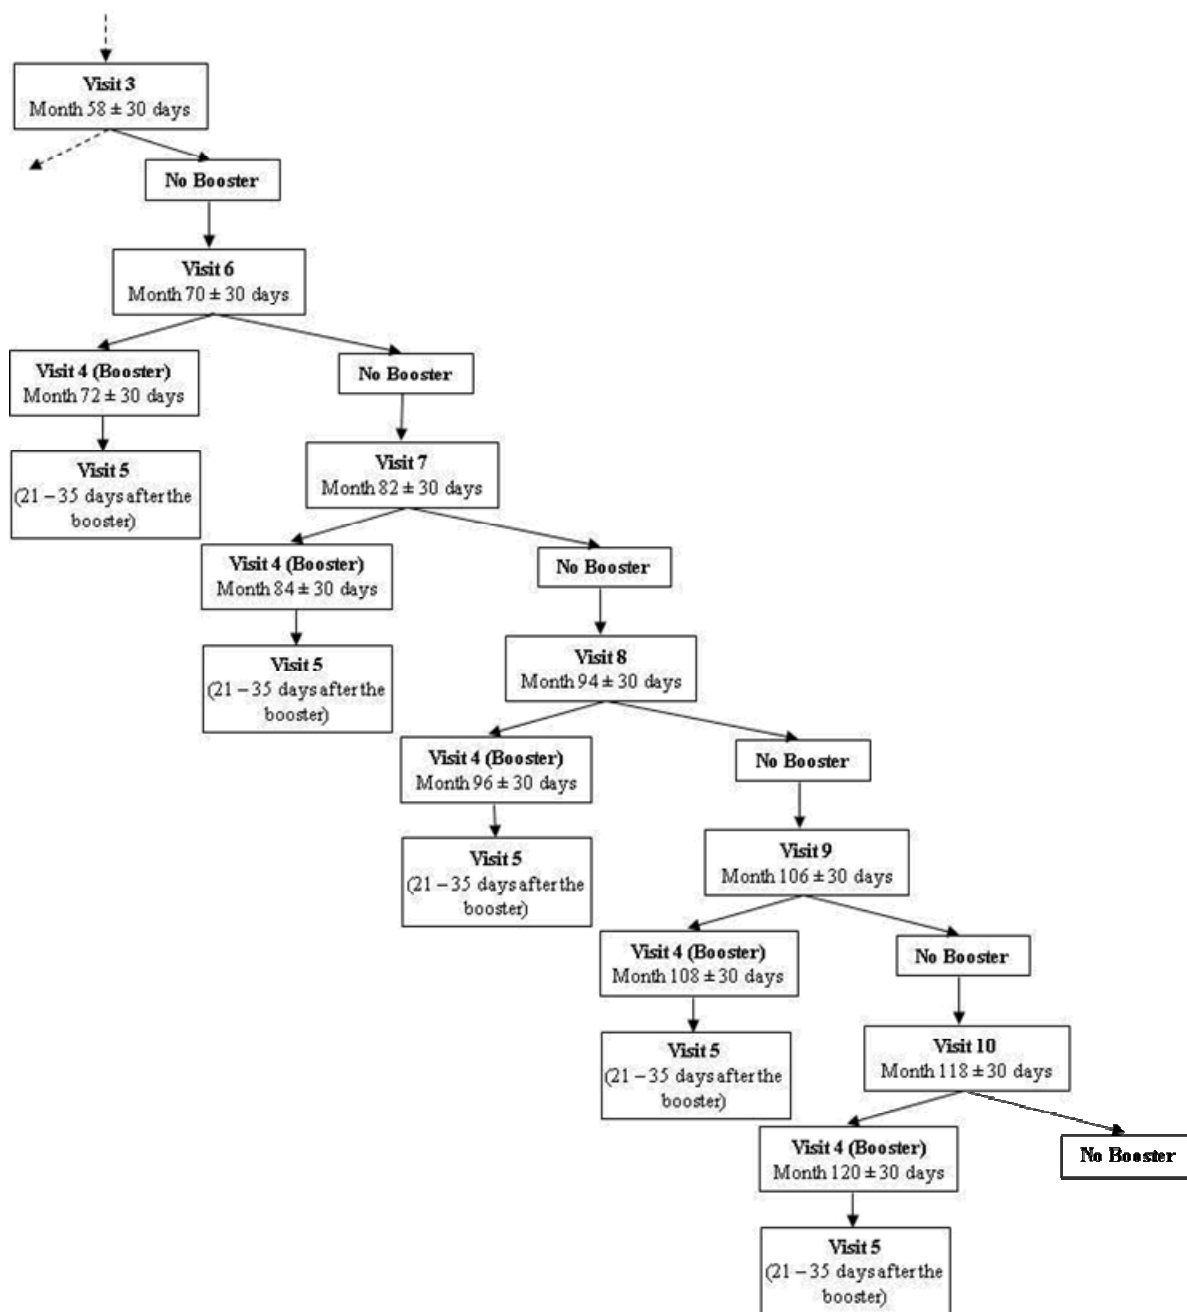 Visit 3
Month 58 ± 30 days
No Booster
Visit 6
Month 70 ± 30 days
Visit 4 (Booster)
Month 72 ± 30 days
No Booster
Visit 5
(21 – 35 days after the
booster)
Visit 7
Month 82 ± 30 days
Visit 4 (Booster)
Month 84 ± 30 days
No Booster
Visit 5
(21 – 35 days after the
booster)
Visit 8
Month 94 ± 30 days
Visit 4 (Booster)
Month 96 ± 30 days
No Booster
Visit 5
(21 – 35 days after the
booster)
Visit 9
Month 106 ± 30 days
Visit 4 (Booster)
Month 108 ± 30 days
No Booster
Visit 5
(21 – 35 days after the
booster)
Visit 10
Month 118 ± 30 days
Visit 4 (Booster)
Month 120 ± 30 days
No Booster
Visit 5
(21 – 35 days after the
booster)